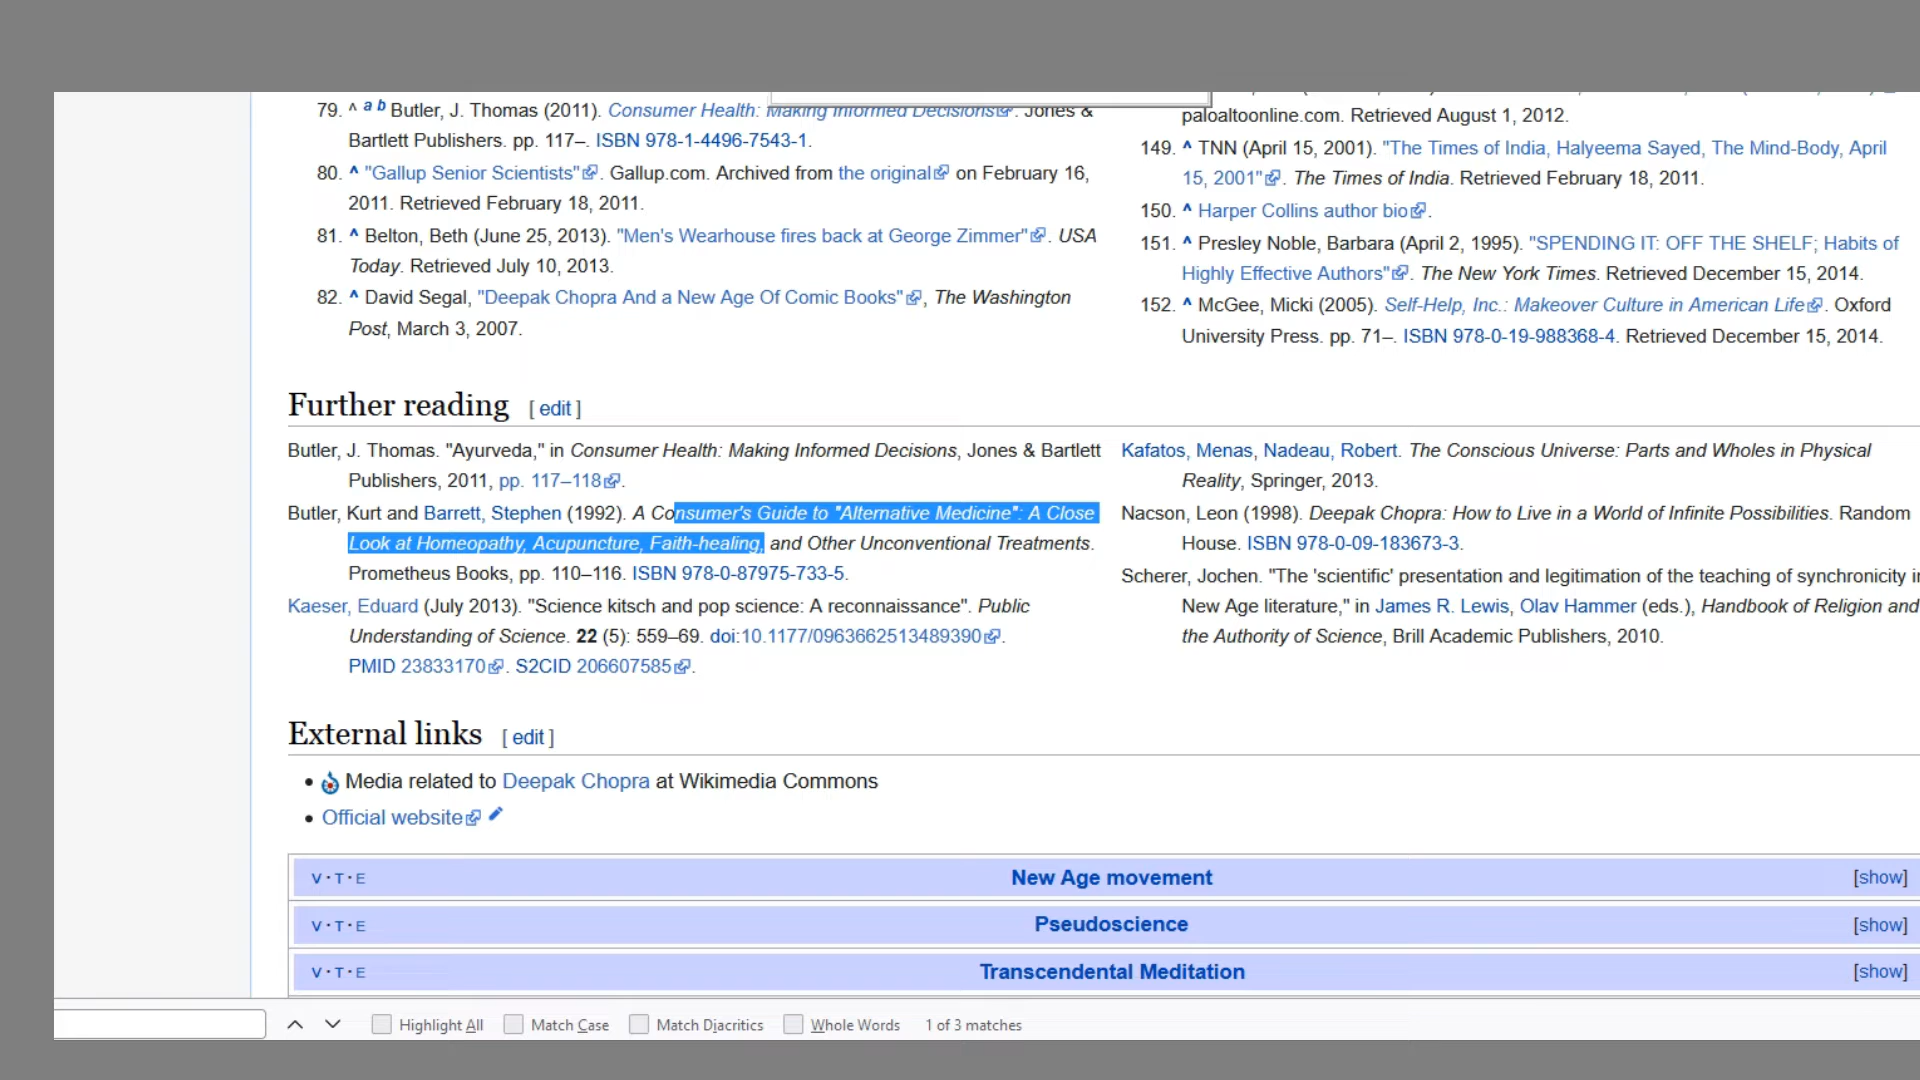 79. ^ a b Butler, J. Thomas (2011). Consumer Health: Making Informed Decisions. Jones &
Bartlett Publishers. pp. 117–. ISBN 978-1-4496-7543-1.
80. ^ "Gallup Senior Scientists". Gallup.com. Archived from the original on February 16,
2011. Retrieved February 18, 2011.
81. ^ Belton, Beth (June 25, 2013). "Men's Wearhouse fires back at George Zimmer". USA
Today. Retrieved July 10, 2013.
82. ^ David Segal, "Deepak Chopra And a New Age Of Comic Books", The Washington
Post, March 3, 2007.
paloaltoonline.com. Retrieved August 1, 2012.
149. ^ TNN (April 15, 2001). "The Times of India, Halyeema Sayed, The Mind-Body, April
15, 2001". The Times of India. Retrieved February 18, 2011.
150. ^ Harper Collins author bio.
151. ^ Presley Noble, Barbara (April 2, 1995). "SPENDING IT: OFF THE SHELF; Habits of
Highly Effective Authors". The New York Times. Retrieved December 15, 2014.
152. ^ McGee, Micki (2005). Self-Help, Inc.: Makeover Culture in American Life. Oxford
University Press. pp. 71–. ISBN 978-0-19-988368-4. Retrieved December 15, 2014.
Further reading [ edit ]
Butler, J. Thomas. "Ayurveda," in Consumer Health: Making Informed Decisions, Jones & Bartlett
Publishers, 2011, pp. 117–118.
Butler, Kurt and Barrett, Stephen (1992). A Consumer's Guide to "Alternative Medicine": A Close
Look at Homeopathy, Acupuncture, Faith-healing, and Other Unconventional Treatments.
Prometheus Books, pp. 110–116. ISBN 978-0-87975-733-5.
Kaeser, Eduard (July 2013). "Science kitsch and pop science: A reconnaissance". Public
Understanding of Science. 22 (5): 559–69. doi:10.1177/0963662513489390.
PMID 23833170. S2CID 206607585.
Kafatos, Menas, Nadeau, Robert. The Conscious Universe: Parts and Wholes in Physical
Reality, Springer, 2013.
Nacson, Leon (1998). Deepak Chopra: How to Live in a World of Infinite Possibilities. Random
House. ISBN 978-0-09-183673-3.
Scherer, Jochen. "The 'scientific' presentation and legitimation of the teaching of synchronicity in
New Age literature," in James R. Lewis, Olav Hammer (eds.), Handbook of Religion and
the Authority of Science, Brill Academic Publishers, 2010.
External links [ edit ]
• Media related to Deepak Chopra at Wikimedia Commons
• Official website
V · T · E New Age movement [show]
V · T · E Pseudoscience [show]
V · T · E Transcendental Meditation [show]
Highlight All Match Case Match Diacritics Whole Words 1 of 3 matches